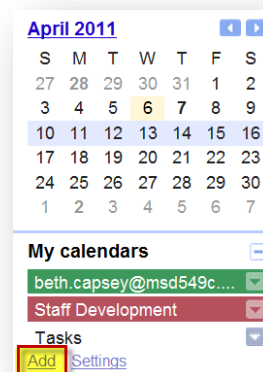 April 2011
S M T W T F S
27 28 29 30 31 1 2
3 4 5 6 7 8 9
10 11 12 13 14 15 16
17 18 19 20 21 22 23
24 25 26 27 28 29 30
1 2 3 4 5 6 7
My calendars
beth.capsey@msd549c....
Staff Development
Tasks
Add Settings